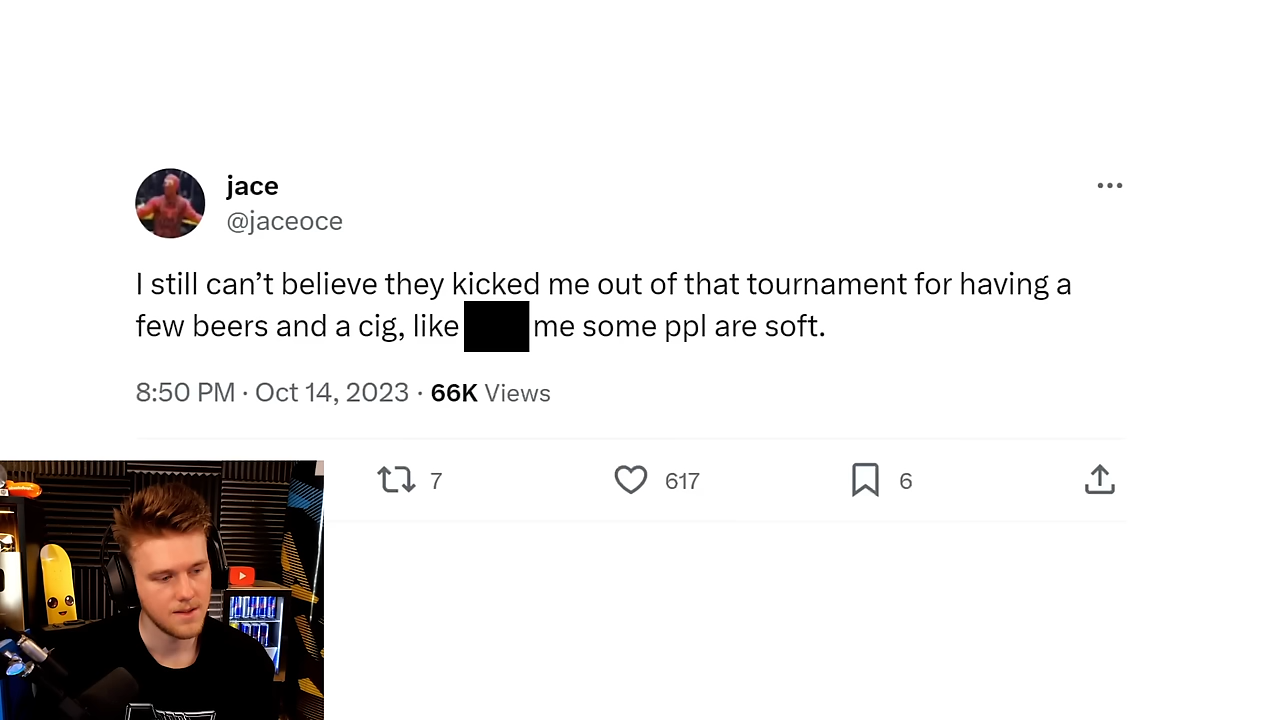 jace
@jaceoce
I still can’t believe they kicked me out of that tournament for having a
few beers and a cig, like me some ppl are soft.
8:50 PM · Oct 14, 2023 · 66K Views
7 617 6